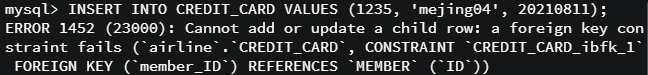 mysql> INSERT INTO CREDIT_CARD VALUES (1235, 'mejing04', 20210811);
ERROR 1452 (23000): Cannot add or update a child row: a foreign key con
straint fails (`airline`.`CREDIT_CARD`, CONSTRAINT `CREDIT_CARD_ibfk_1`
 FOREIGN KEY (`member_ID`) REFERENCES `MEMBER` (`ID`))